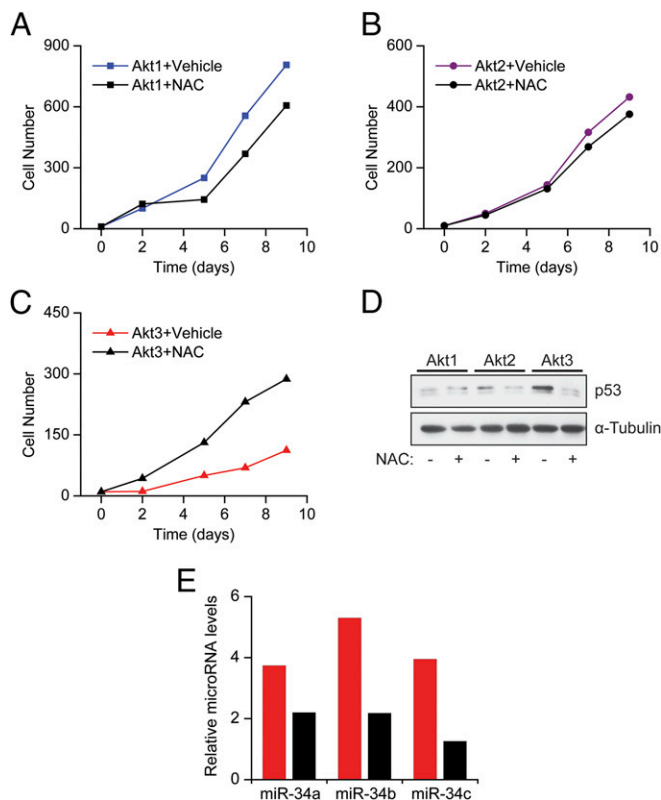 A
900
600
300
0
Cell Number
Akt1+Vehicle
Akt1+NAC
0 2 4 6 8 10
Time (days)
B
600
400
200
0
Cell Number
Akt2+Vehicle
Akt2+NAC
0 2 4 6 8 10
Time (days)
C
450
300
150
0
Cell Number
Akt3+Vehicle
Akt3+NAC
0 2 4 6 8 10
Time (days)
D
Akt1 Akt2 Akt3
p53
α-Tubulin
NAC: - + - + - +
E
6
4
2
0
Relative microRNA levels
miR-34a miR-34b miR-34c